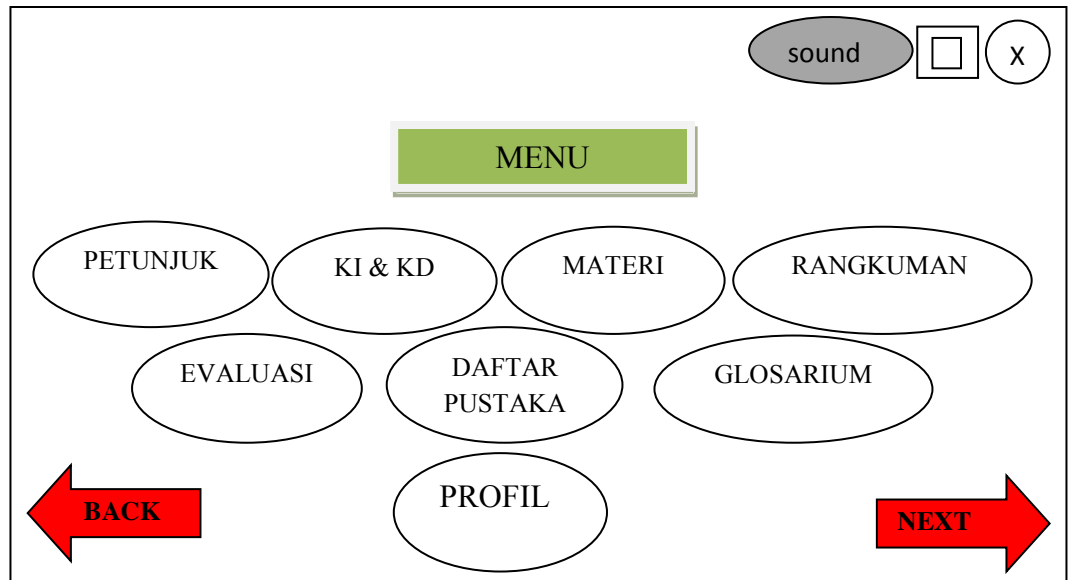 sound
X
MENU
PETUNJUK
KI & KD
MATERI
RANGKUMAN
EVALUASI
DAFTAR
PUSTAKA
GLOSARIUM
PROFIL
BACK
NEXT